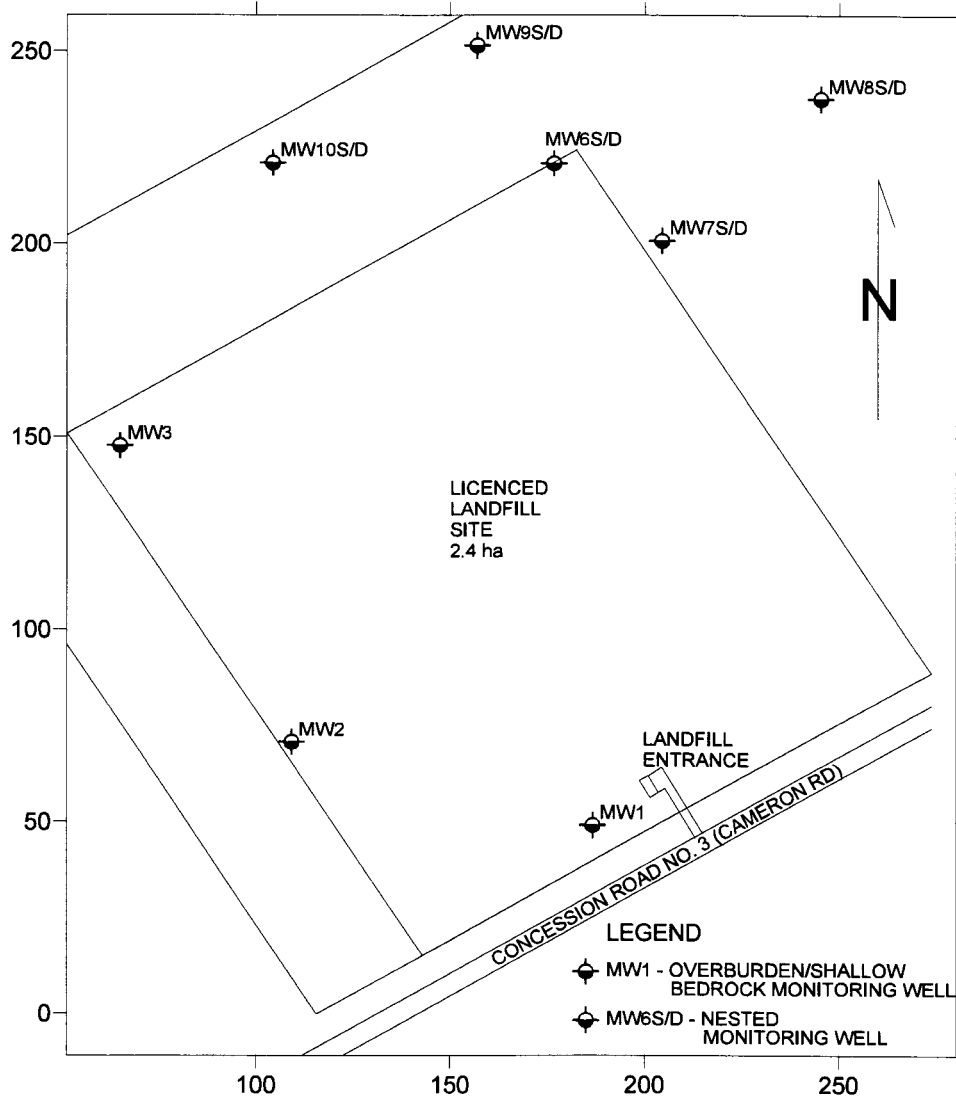 250
200
150
100
50
0
MW9S/D
MW8S/D
MW10S/D
MW6S/D
MW7S/D
N
MW3
LICENCED
LANDFILL
SITE
2.4 ha
MW2
LANDFILL
ENTRANCE
MW1
CONCESSION ROAD NO. 3 (CAMERON RD)
LEGEND
MW1 - OVERBURDEN/SHALLOW
BEDROCK MONITORING WELL
MW6S/D - NESTED
MONITORING WELL
100
150
200
250